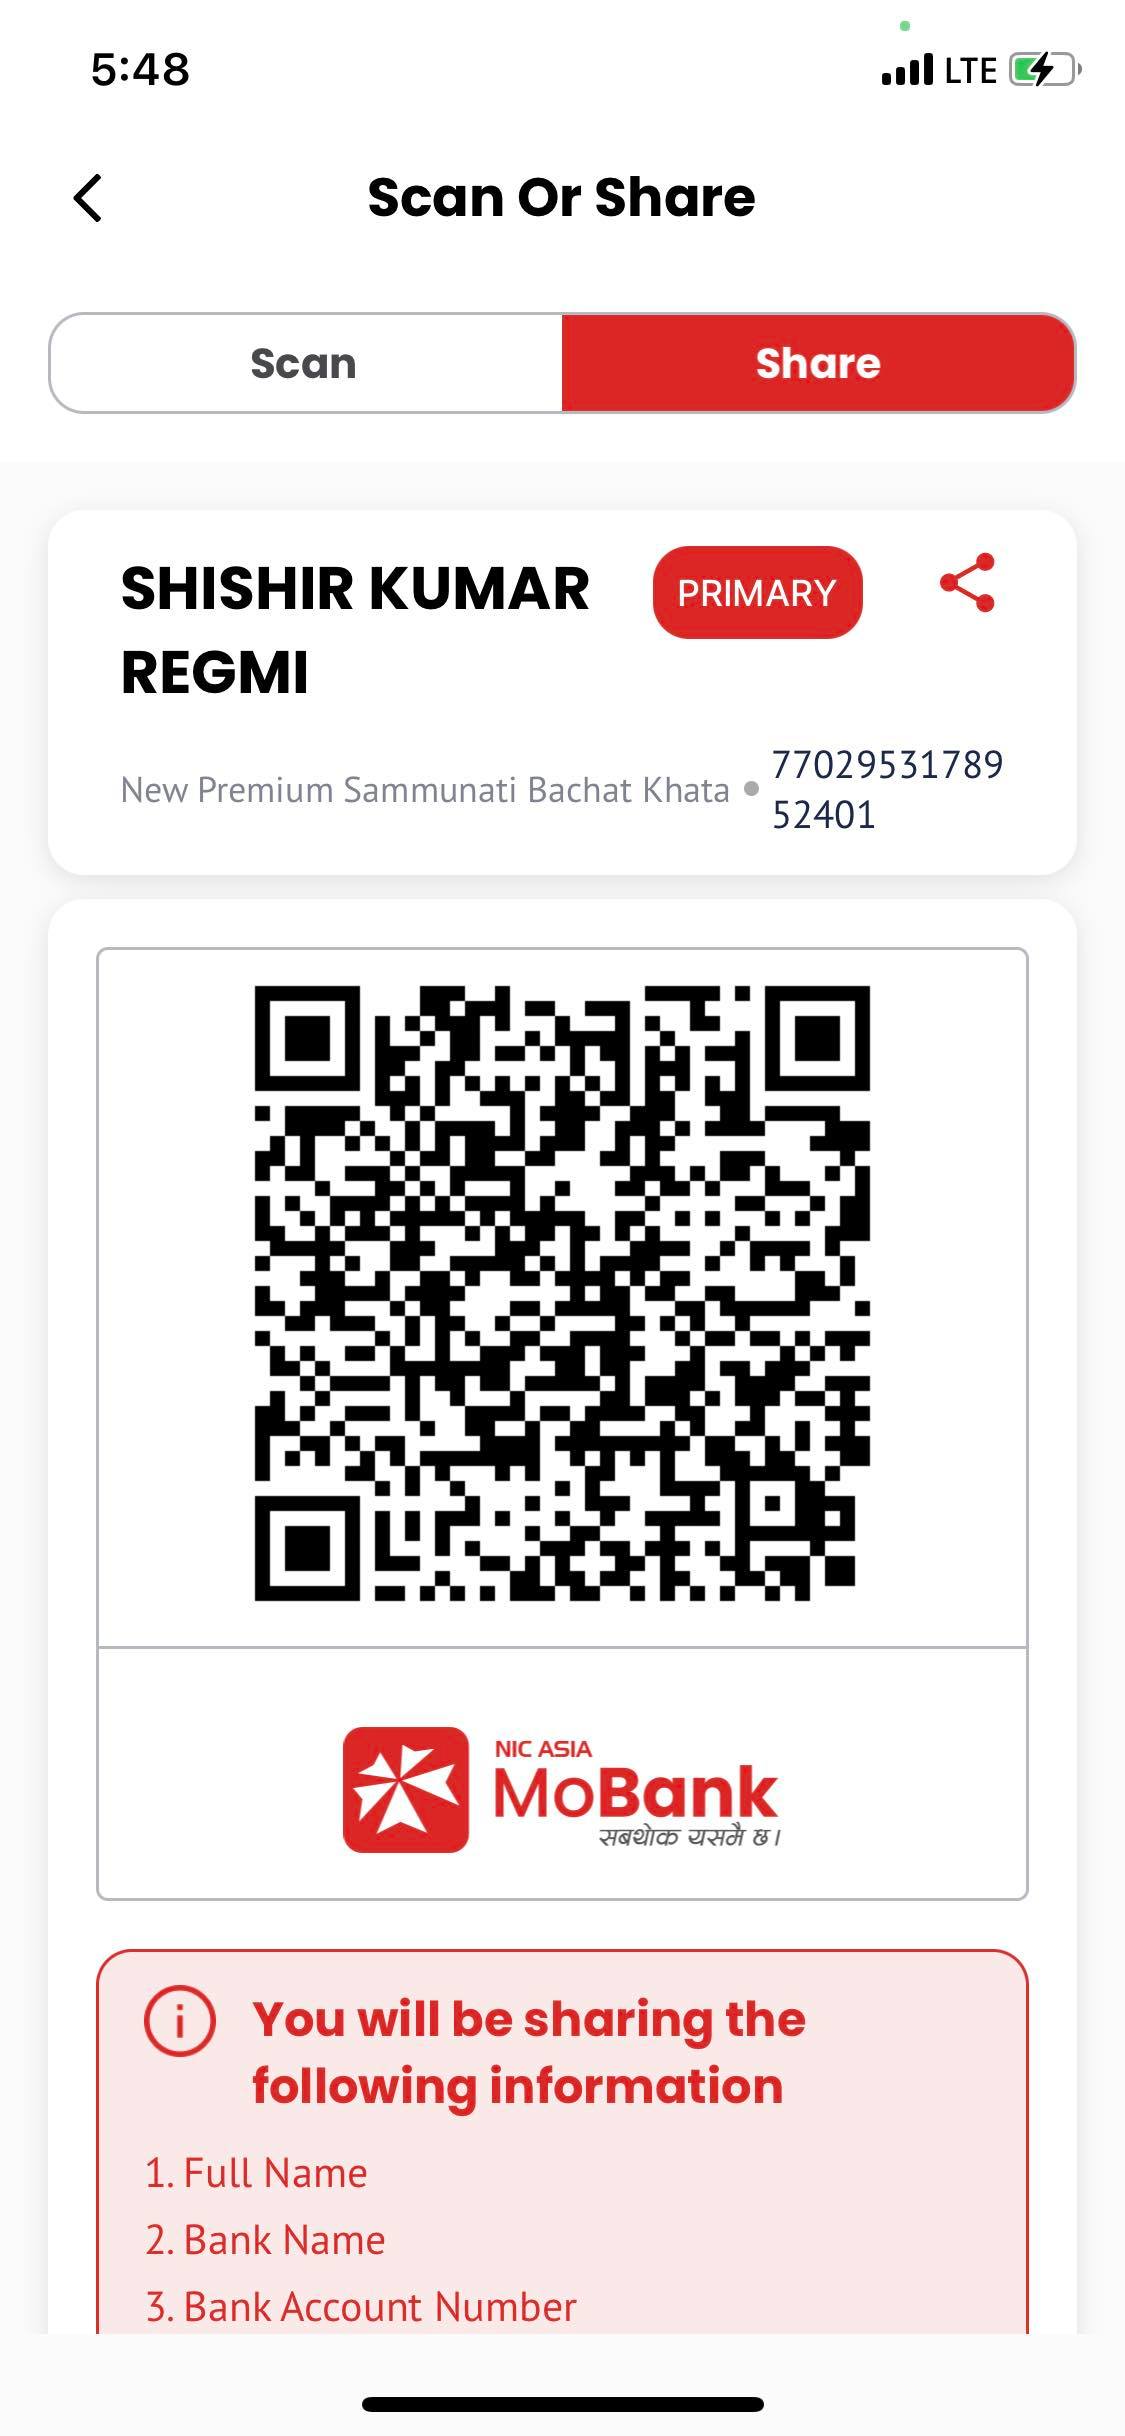 5:48
LTE
Scan Or Share
Scan
Share
SHISHIR KUMAR
REGMI
PRIMARY
New Premium Sammunati Bachat Khata
77029531789
52401
NIC ASIA
MoBank
सबथोक यसमै छ।
You will be sharing the
following information
1. Full Name
2. Bank Name
3. Bank Account Number